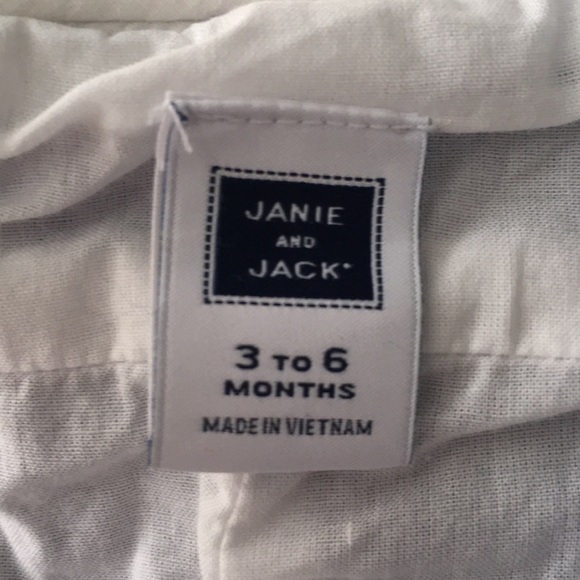 JANIE
AND
JACK
3 TO 6
MONTHS
MADE IN VIETNAM